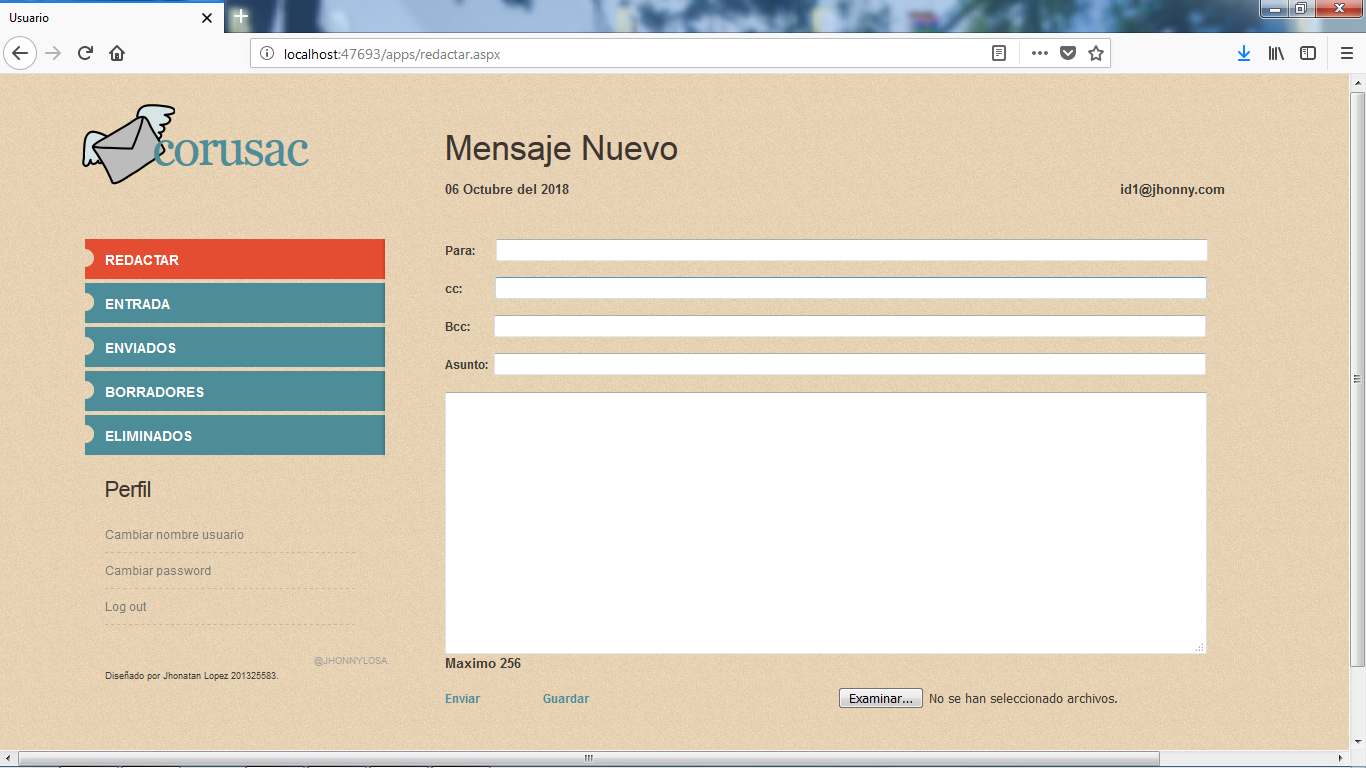 Usuario
localhost:47693/apps/redactar.aspx
corusac
Mensaje Nuevo
06 Octubre del 2018
id1@jhonny.com
REDACTAR
ENTRADA
ENVIADOS
BORRADORES
ELIMINADOS
Perfil
Cambiar nombre usuario
Cambiar password
Log out
@JHONNYLOSA.
Diseñado por Jhonatan Lopez 201325583.
Para:
cc:
Bcc:
Asunto:
Maximo 256
Enviar
Guardar
Examinar... No se han seleccionado archivos.